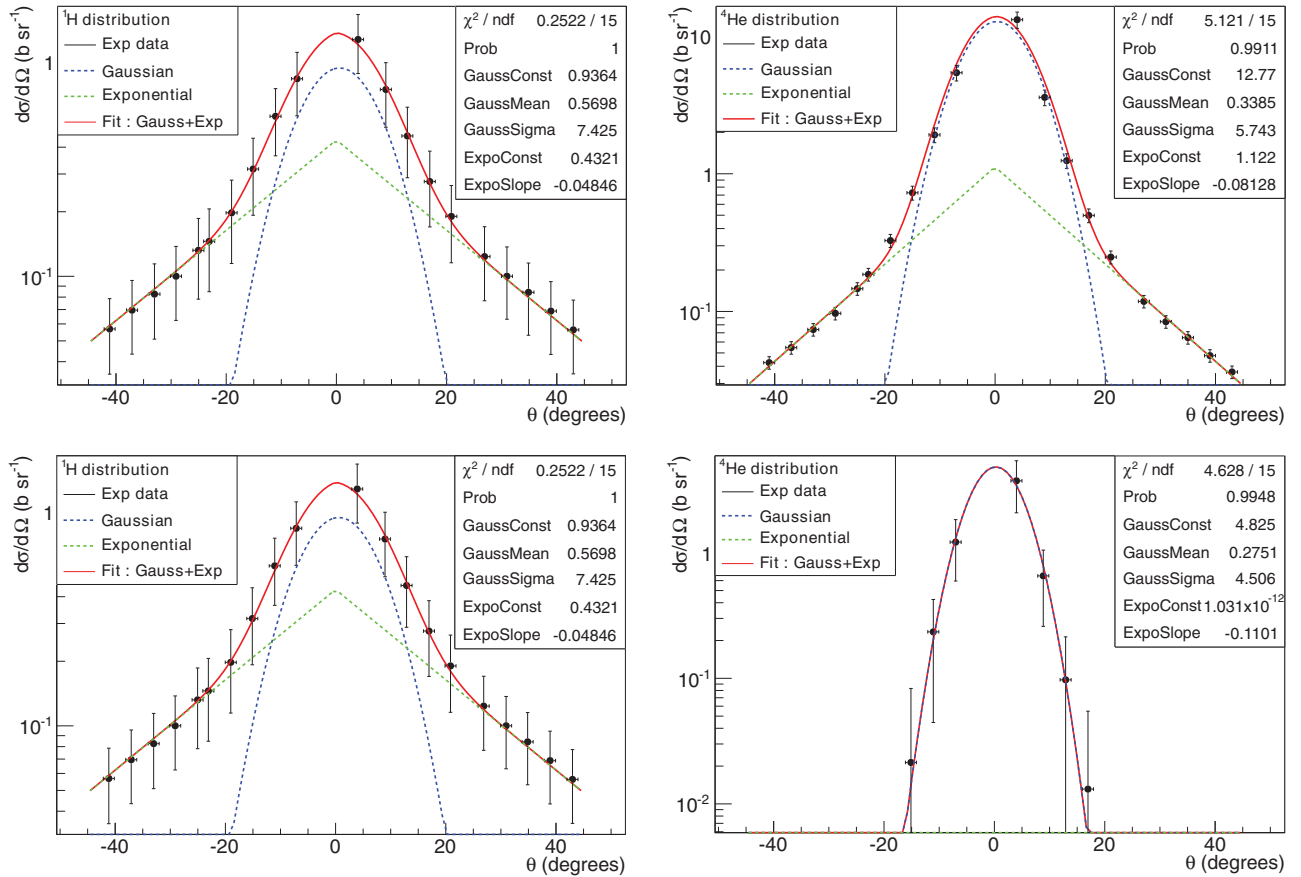 ¹H distribution
Exp data
Gaussian
Exponential
Fit : Gauss+Exp
χ² / ndf 0.2522 / 15
Prob 1
GaussConst 0.9364
GaussMean 0.5698
GaussSigma 7.425
ExpoConst 0.4321
ExpoSlope -0.04846
dσ/dΩ (b sr⁻¹)
1
10⁻¹
-40 -20 0 20 40
θ (degrees)
⁴He distribution
Exp data
Gaussian
Exponential
Fit : Gauss+Exp
χ² / ndf 5.121 / 15
Prob 0.9911
GaussConst 12.77
GaussMean 0.3385
GaussSigma 5.743
ExpoConst 1.122
ExpoSlope -0.08128
dσ/dΩ (b sr⁻¹)
10
1
10⁻¹
-40 -20 0 20 40
θ (degrees)
¹H distribution
Exp data
Gaussian
Exponential
Fit : Gauss+Exp
χ² / ndf 0.2522 / 15
Prob 1
GaussConst 0.9364
GaussMean 0.5698
GaussSigma 7.425
ExpoConst 0.4321
ExpoSlope -0.04846
dσ/dΩ (b sr⁻¹)
1
10⁻¹
-40 -20 0 20 40
θ (degrees)
⁴He distribution
Exp data
Gaussian
Exponential
Fit : Gauss+Exp
χ² / ndf 4.628 / 15
Prob 0.9948
GaussConst 4.825
GaussMean 0.2751
GaussSigma 4.506
ExpoConst 1.031x10⁻¹²
ExpoSlope -0.1101
dσ/dΩ (b sr⁻¹)
1
10⁻¹
10⁻²
-40 -20 0 20 40
θ (degrees)